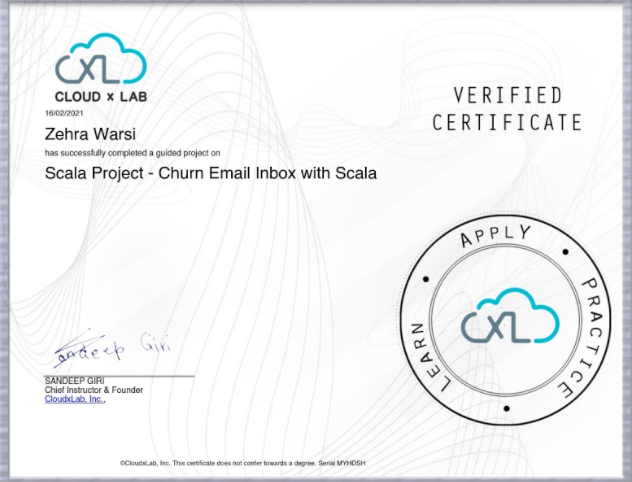 CXL
CLOUD x LAB
16/02/2021
Zehra Warsi
has successfully completed a guided project on
Scala Project - Churn Email Inbox with Scala
VERIFIED
CERTIFICATE
LEARN • APPLY • PRACTICE •
CXL
Sandeep Giri
SANDEEP GIRI
Chief Instructor & Founder
CloudxLab, Inc.,
©CloudxLab, Inc. This certificate does not confer towards a degree. Serial MYHDSH